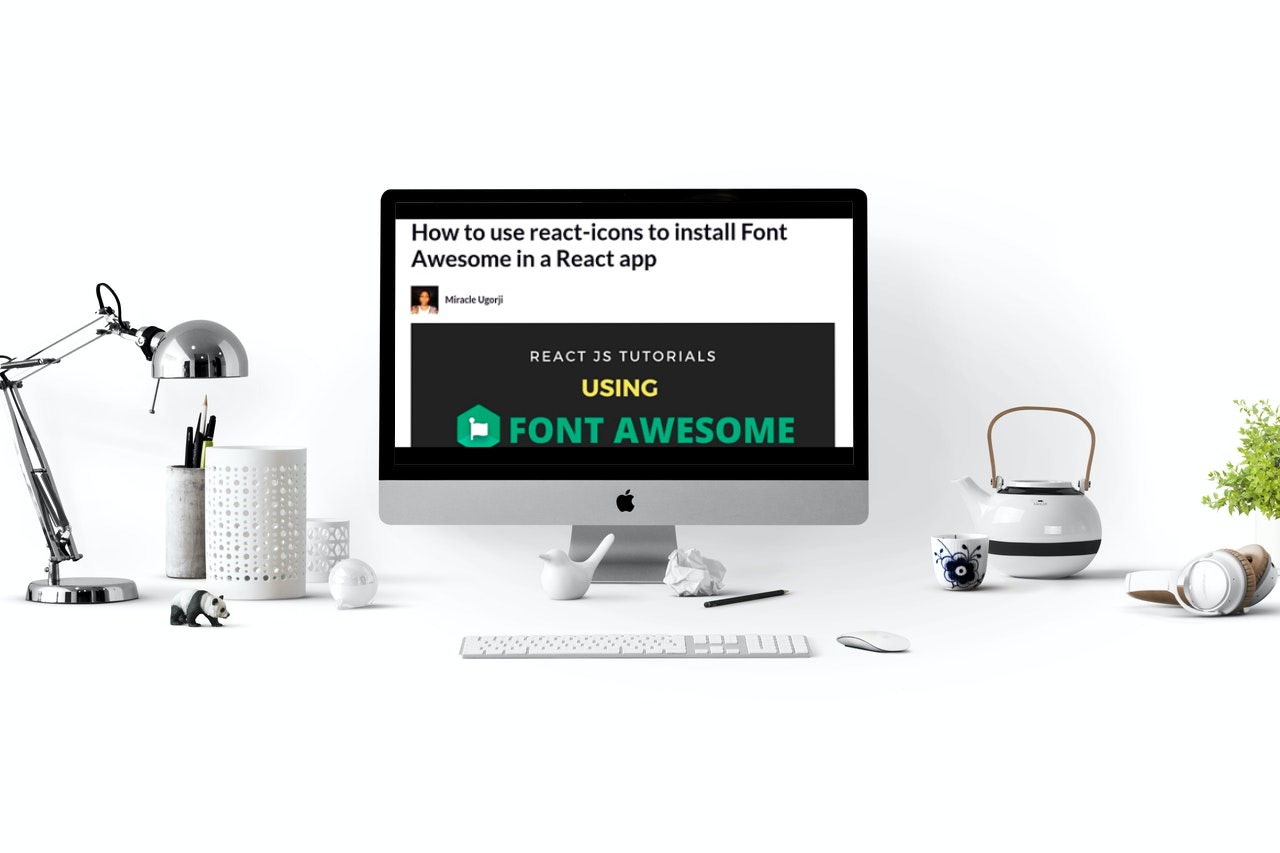 How to use react-icons to install Font
Awesome in a React app
Miracle Ugorji
REACT JS TUTORIALS
USING
FONT AWESOME